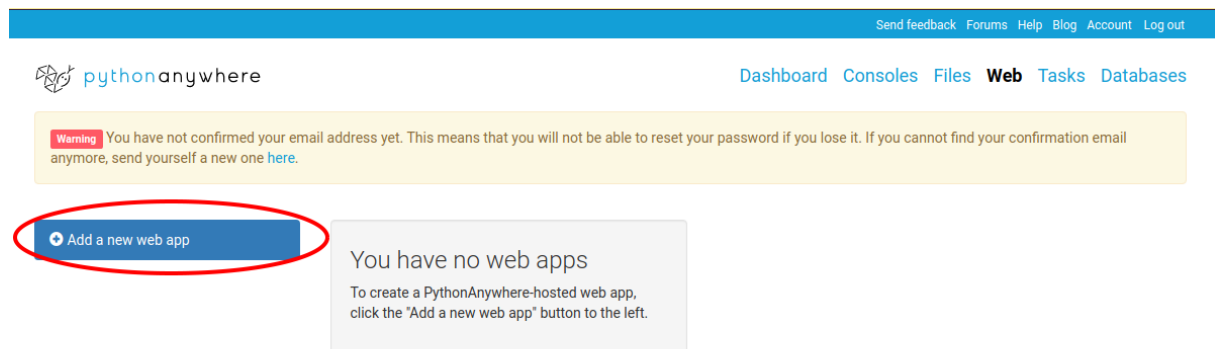 Send feedback Forums Help Blog Account Log out
pythonanywhere
Dashboard Consoles Files Web Tasks Databases
Warning You have not confirmed your email address yet. This means that you will not be able to reset your password if you lose it. If you cannot find your confirmation email
anymore, send yourself a new one here.
Add a new web app
You have no web apps
To create a PythonAnywhere-hosted web app,
click the "Add a new web app" button to the left.